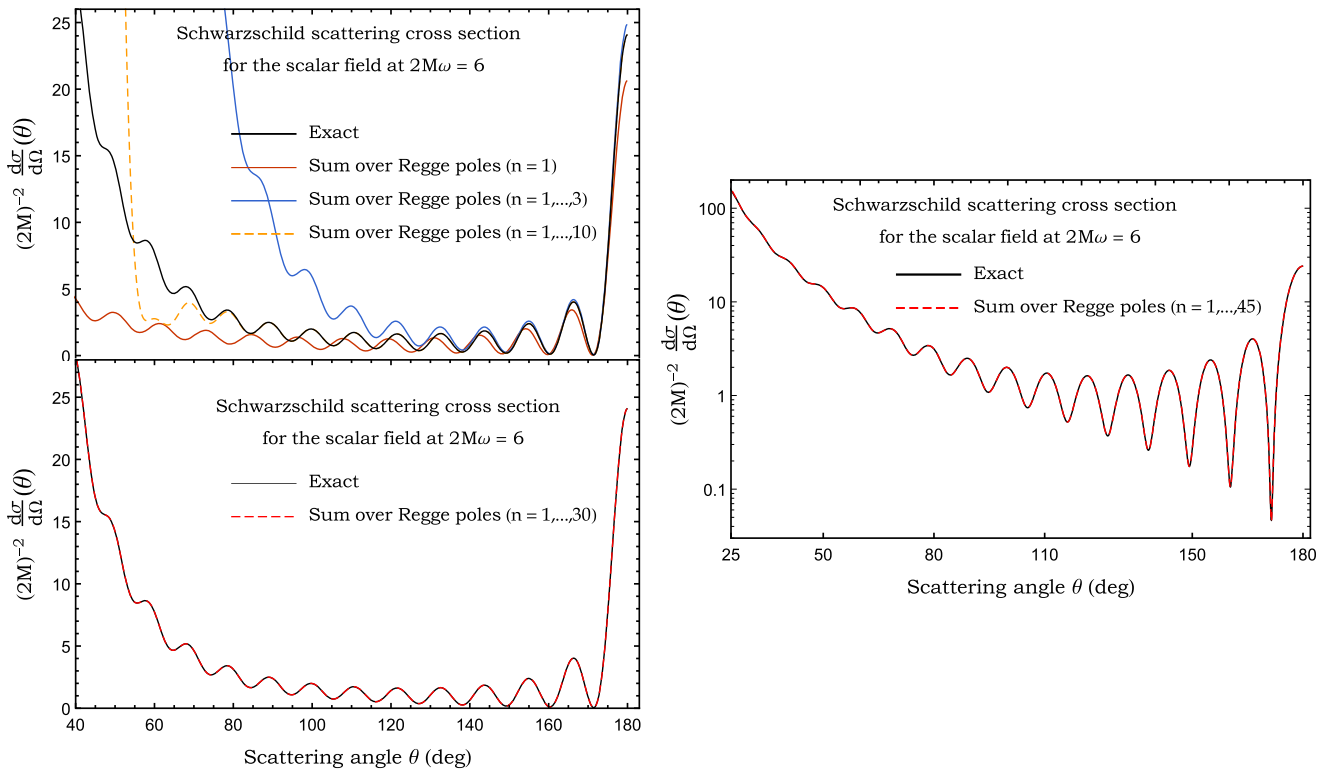 Schwarzschild scattering cross section
for the scalar field at 2Mω = 6
Exact
Sum over Regge poles (n = 1)
Sum over Regge poles (n = 1,...,3)
Sum over Regge poles (n = 1,...,10)
(2M)⁻² dσ/dΩ (θ)
25
20
15
10
5
0
Schwarzschild scattering cross section
for the scalar field at 2Mω = 6
Exact
Sum over Regge poles (n = 1,...,30)
(2M)⁻² dσ/dΩ (θ)
25
20
15
10
5
0
40 60 80 100 120 140 160 180
Scattering angle θ (deg)
Schwarzschild scattering cross section
for the scalar field at 2Mω = 6
Exact
Sum over Regge poles (n = 1,...,45)
(2M)⁻² dσ/dΩ (θ)
100
10
1
0.1
25 50 80 110 150 180
Scattering angle θ (deg)